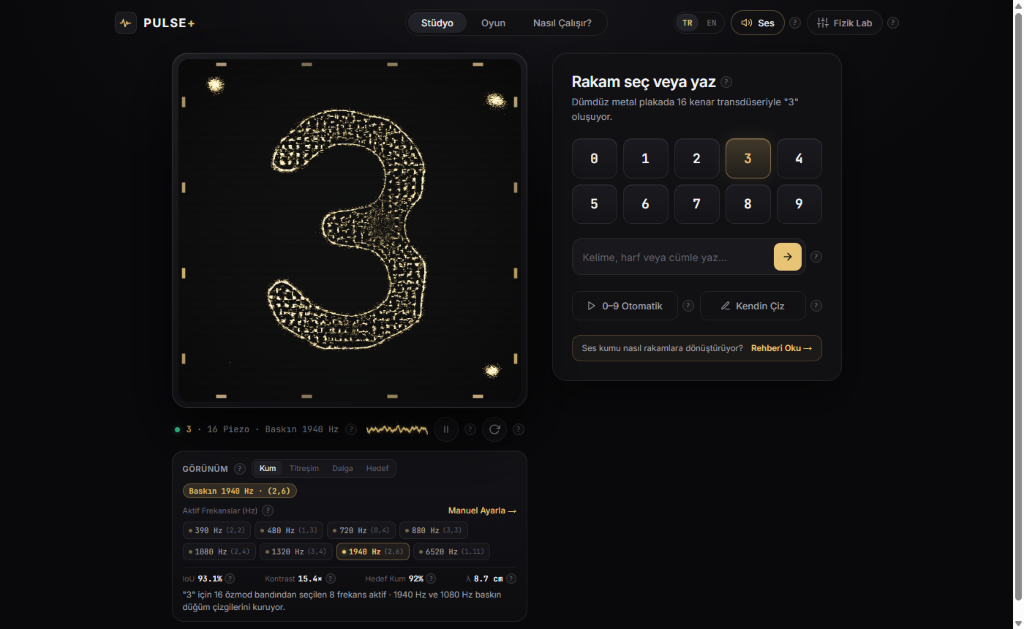 PULSE+
Stüdyo Oyun Nasıl Çalışır?
TR EN Ses ? Fizik Lab ?
Rakam seç veya yaz ?
Dümdüz metal plakada 16 kenar transdüseriyle "3"
oluşuyor.
0 1 2 3 4
5 6 7 8 9
Kelime, harf veya cümle yaz... → ?
0–9 Otomatik ? Kendin Çiz ?
Ses kumu nasıl rakamlara dönüştürüyor? Rehberi Oku →
3 · 16 Piezo · Baskın 1940 Hz ? ? ?
GÖRÜNÜM ? Kum Titreşim Dalga Hedef
Baskın 1940 Hz · (2,6)
Aktif Frekanslar (Hz) ? Manuel Ayarla →
390 Hz (2,2) 480 Hz (1,3) 720 Hz (0,4) 880 Hz (3,3)
1080 Hz (2,4) 1320 Hz (3,4) 1940 Hz (2,6) 6520 Hz (1,11)
IoU 93.1% ? Kontrast 15.4× ? Hedef Kum 92% ? λ 8.7 cm ?
"3" için 16 özmod bandından seçilen 8 frekans aktif · 1940 Hz ve 1080 Hz baskın
düğüm çizgilerini kuruyor.